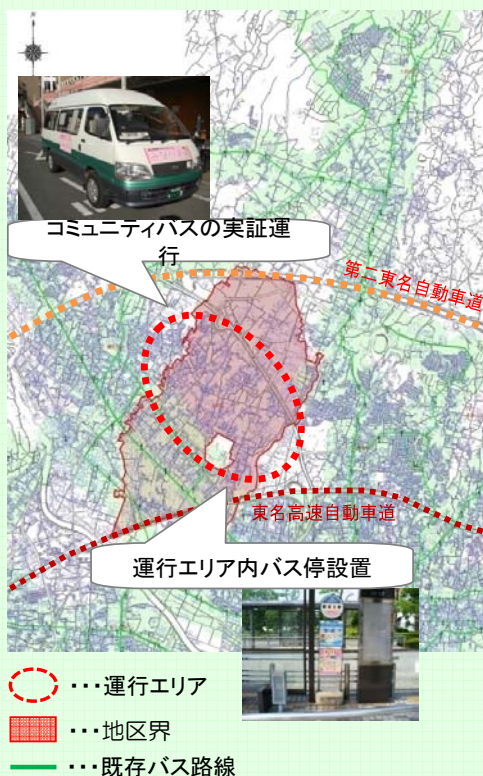 コミュニティバスの実証運
行
第二東名自動車道
東名高速自動車道
運行エリア内バス停設置
･･･運行エリア
･･･地区界
･･･既存バス路線